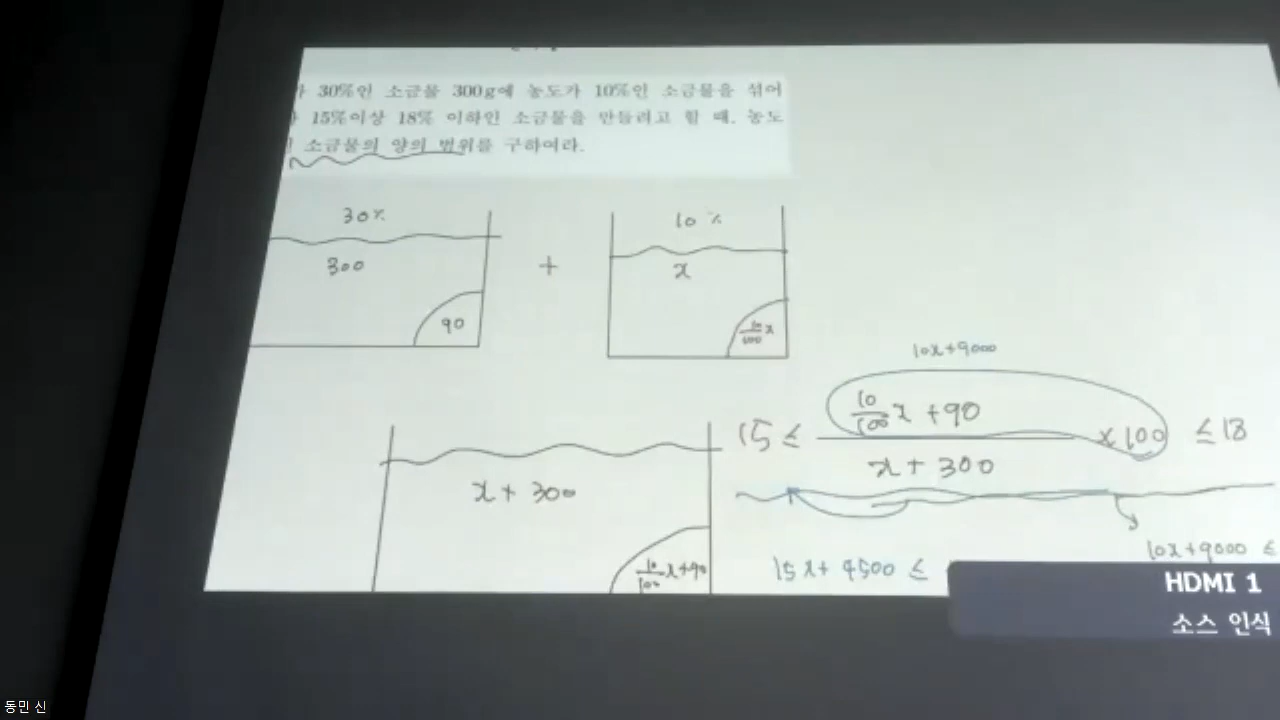 30%인 소금물 300g에 농도가 10%인 소금물을 섞어
15%이상 18% 이하인 소금물을 만들려고 할 때, 농도
소금물의 양의 범위를 구하여라.
30%
300
90
+
10 %
x
10/100 x
x + 300
10/100 x+90
10x+9000
15 ≤ (10/100 x +90)/(x + 300) × 100 ≤ 18
15x + 4500 ≤
10x+9000 ≤
HDMI 1
소스 인식
동민 신